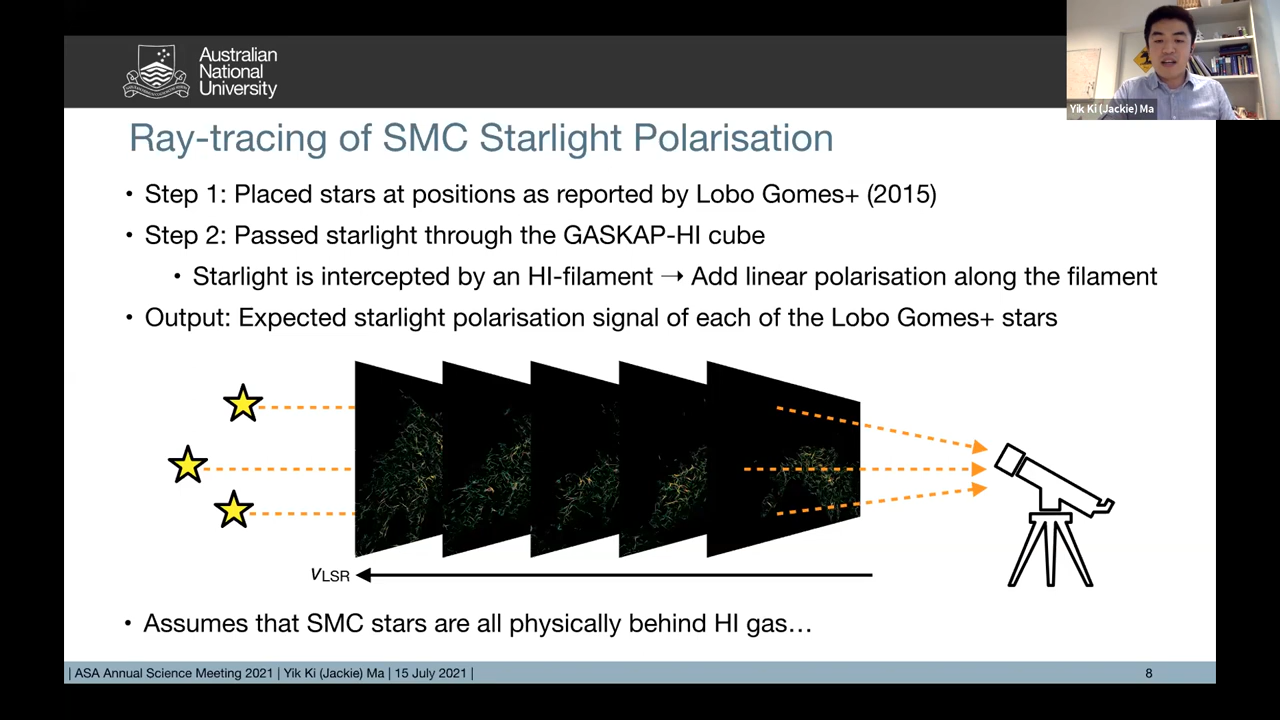 Australian
National
University
Yik Ki (Jackie) Ma
Ray-tracing of SMC Starlight Polarisation
• Step 1: Placed stars at positions as reported by Lobo Gomes+ (2015)
• Step 2: Passed starlight through the GASKAP-HI cube
• Starlight is intercepted by an HI-filament → Add linear polarisation along the filament
• Output: Expected starlight polarisation signal of each of the Lobo Gomes+ stars
vLSR
• Assumes that SMC stars are all physically behind HI gas…
| ASA Annual Science Meeting 2021 | Yik Ki (Jackie) Ma | 15 July 2021 |
8